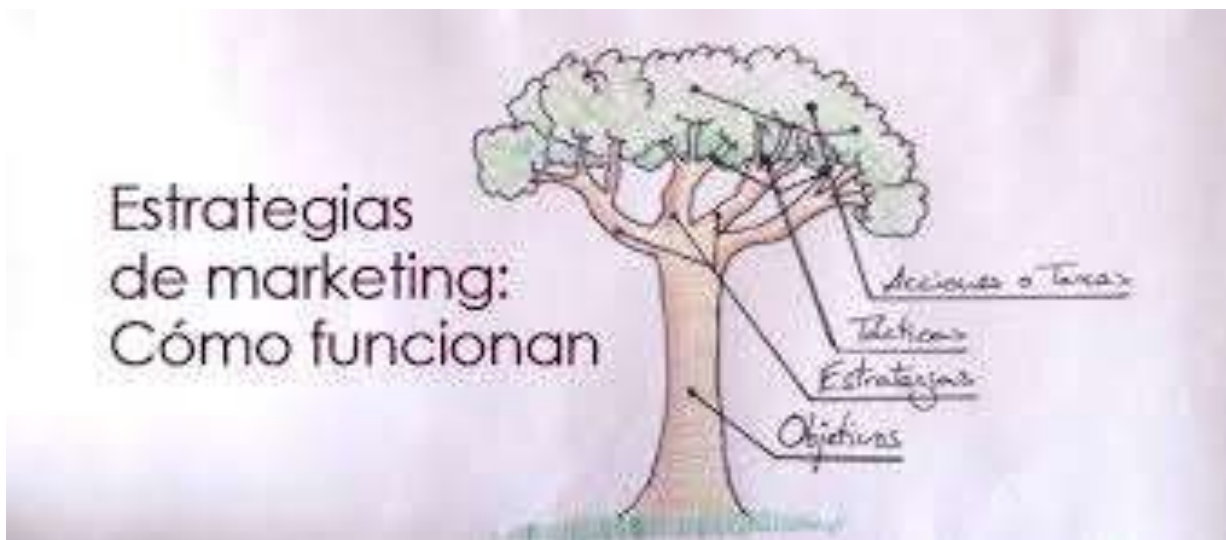 Estrategias
de marketing:
Cómo funcionan
Acciones o Tareas
Tácticas
Estrategias
Objetivos